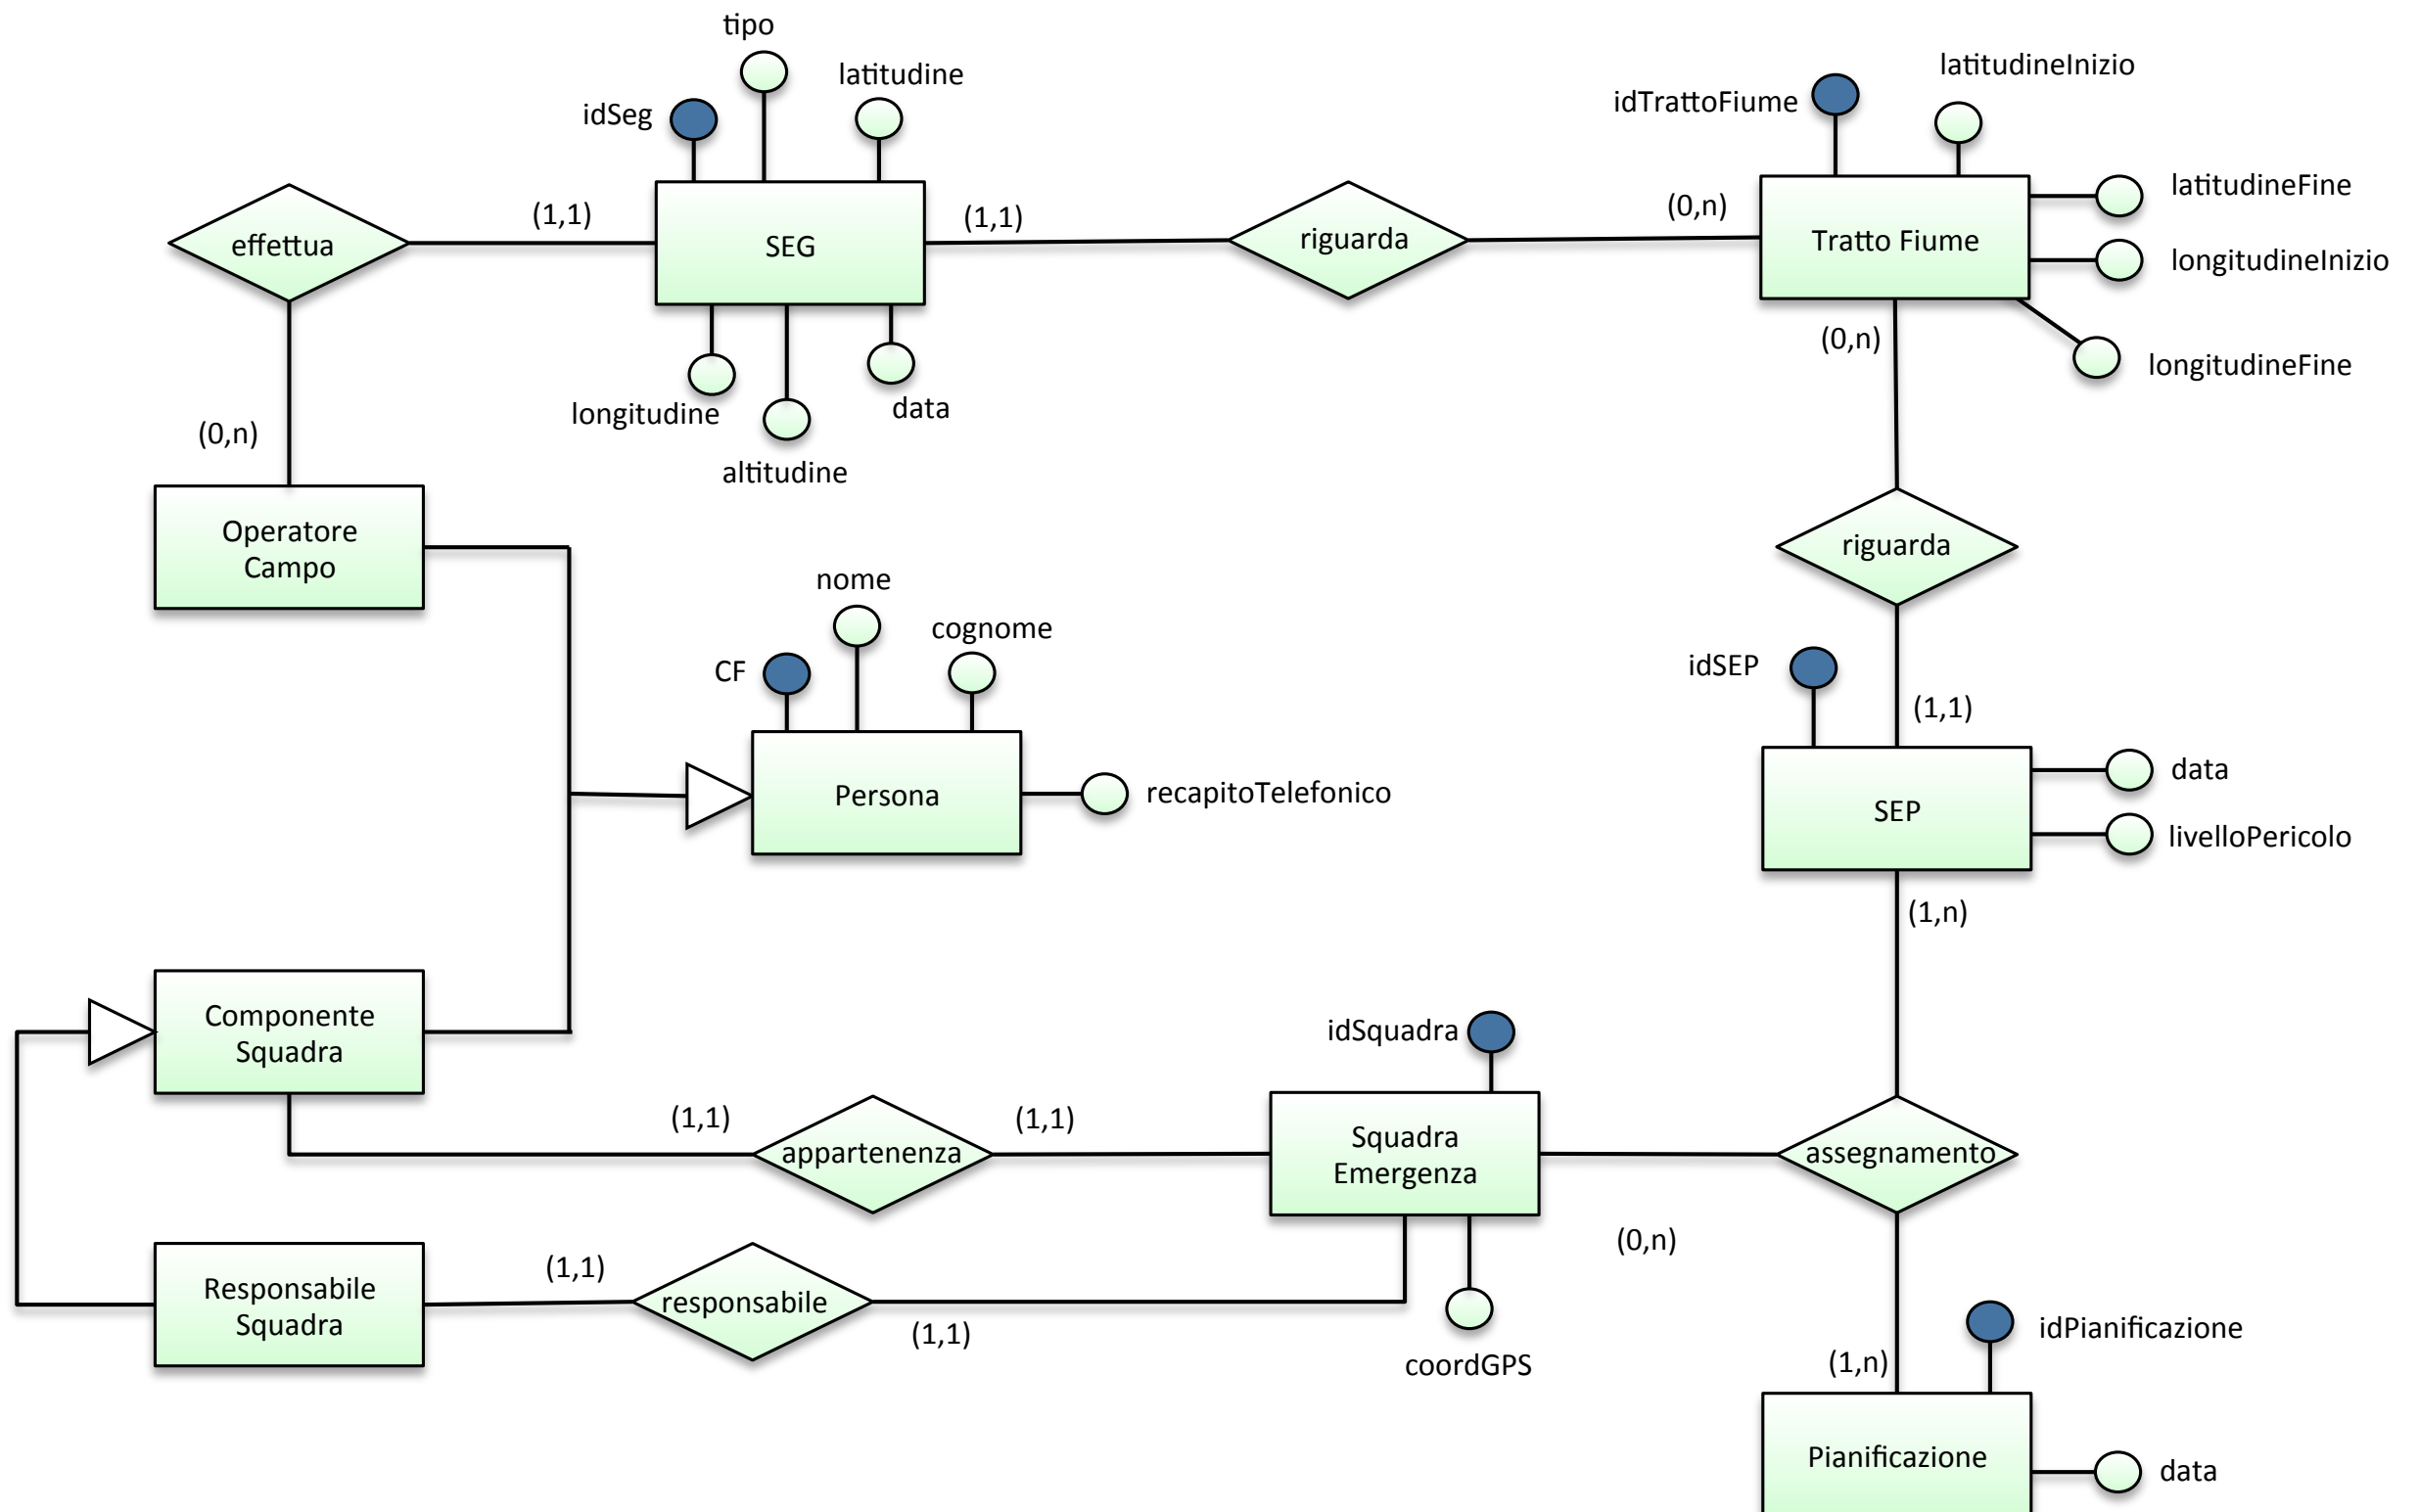 tipo
latitudine
latitudineInizio
idSeg
idTrattoFiume
latitudineFine
(1,1)
(1,1)
(0,n)
effettua
SEG
riguarda
Tratto Fiume
longitudineInizio
(0,n)
longitudineFine
longitudine
data
(0,n)
altitudine
Operatore
Campo
riguarda
nome
cognome
CF
idSEP
(1,1)
Persona
recapitoTelefonico
data
SEP
livelloPericolo
(1,n)
Componente
Squadra
idSquadra
(1,1)
(1,1)
appartenenza
Squadra
Emergenza
assegnamento
(0,n)
(1,1)
Responsabile
Squadra
responsabile
(1,1)
coordGPS
idPianificazione
(1,n)
Pianificazione
data